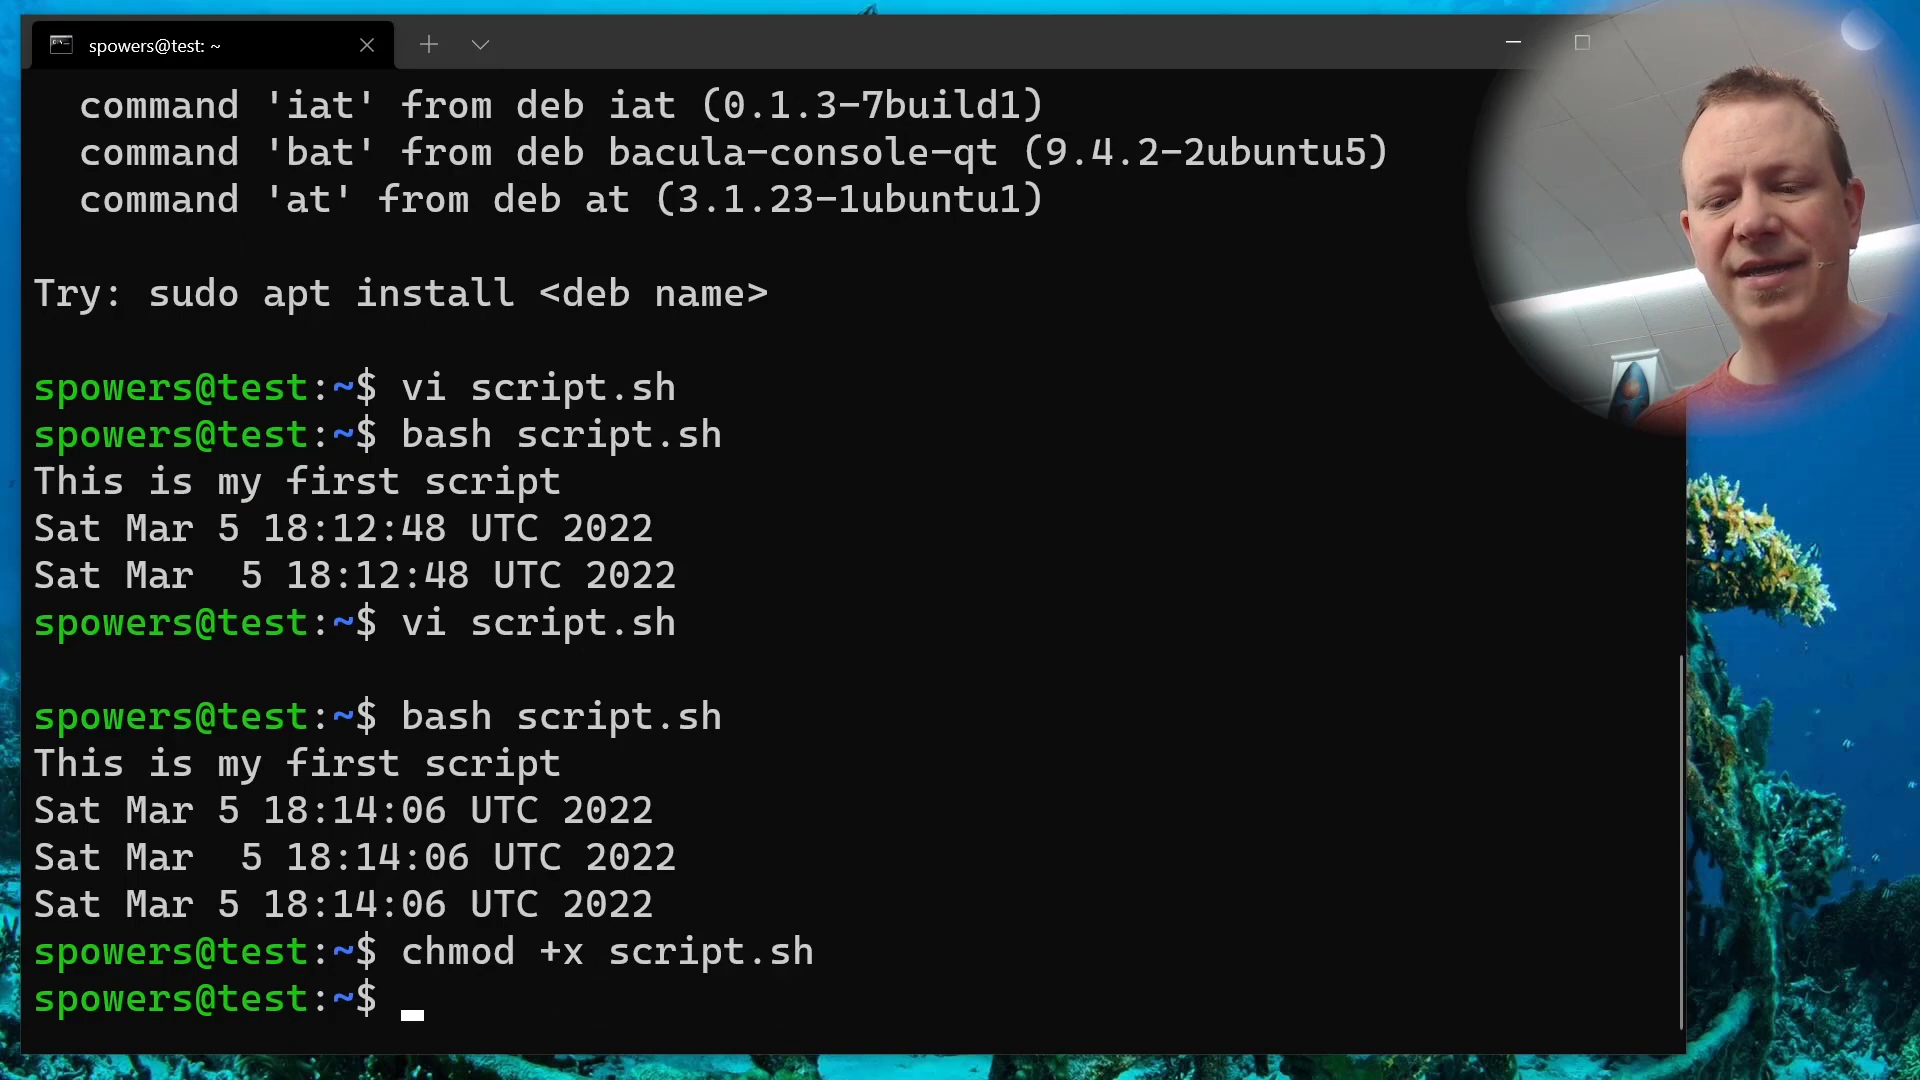 spowers@test: ~
command 'iat' from deb iat (0.1.3-7build1)
command 'bat' from deb bacula-console-qt (9.4.2-2ubuntu5)
command 'at' from deb at (3.1.23-1ubuntu1)
Try: sudo apt install <deb name>
spowers@test:~$ vi script.sh
spowers@test:~$ bash script.sh
This is my first script
Sat Mar 5 18:12:48 UTC 2022
Sat Mar  5 18:12:48 UTC 2022
spowers@test:~$ vi script.sh
spowers@test:~$ bash script.sh
This is my first script
Sat Mar 5 18:14:06 UTC 2022
Sat Mar  5 18:14:06 UTC 2022
Sat Mar 5 18:14:06 UTC 2022
spowers@test:~$ chmod +x script.sh
spowers@test:~$